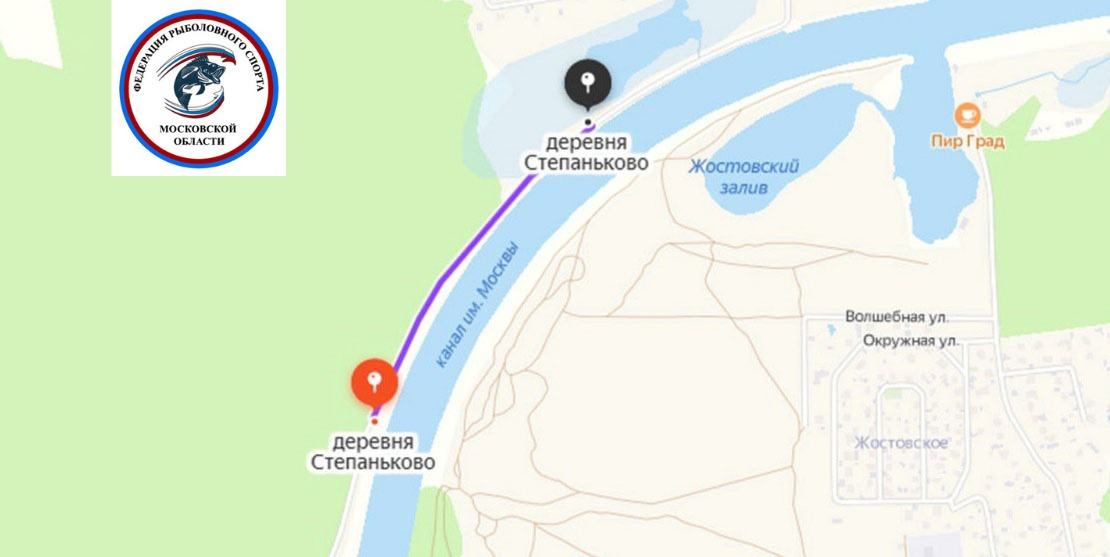 ФЕДЕРАЦИЯ РЫБОЛОВНОГО СПОРТА
МОСКОВСКОЙ
ОБЛАСТИ
деревня
Степаньково
Жостовский
залив
Пир Град
канал им. Москвы
Волшебная ул.
Окружная ул.
деревня
Степаньково
Жостовское